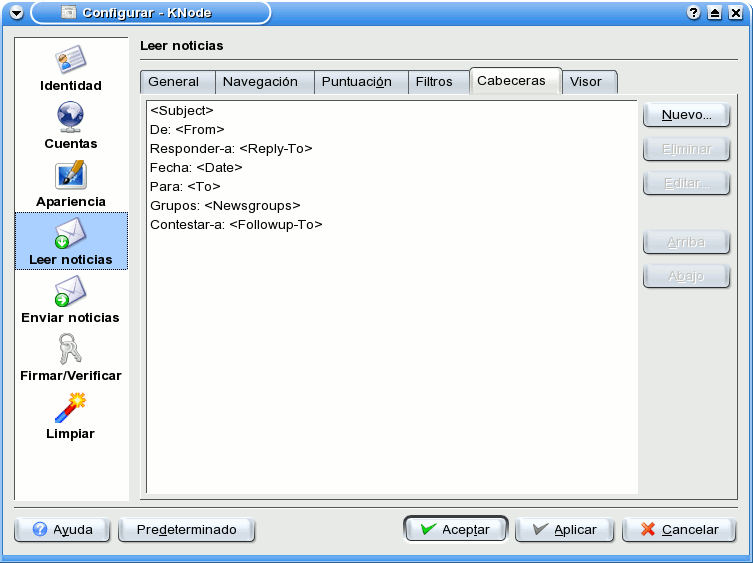 Configurar - KNode
Identidad
Cuentas
Apariencia
Leer noticias
Enviar noticias
Firmar/Verificar
Limpiar
Leer noticias
General Navegación Puntuación Filtros Cabeceras Visor
<Subject>
De: <From>
Responder-a: <Reply-To>
Fecha: <Date>
Para: <To>
Grupos: <Newsgroups>
Contestar-a: <Followup-To>
Nuevo...
Eliminar
Editar...
Arriba
Abajo
Ayuda Predeterminado Aceptar Aplicar Cancelar